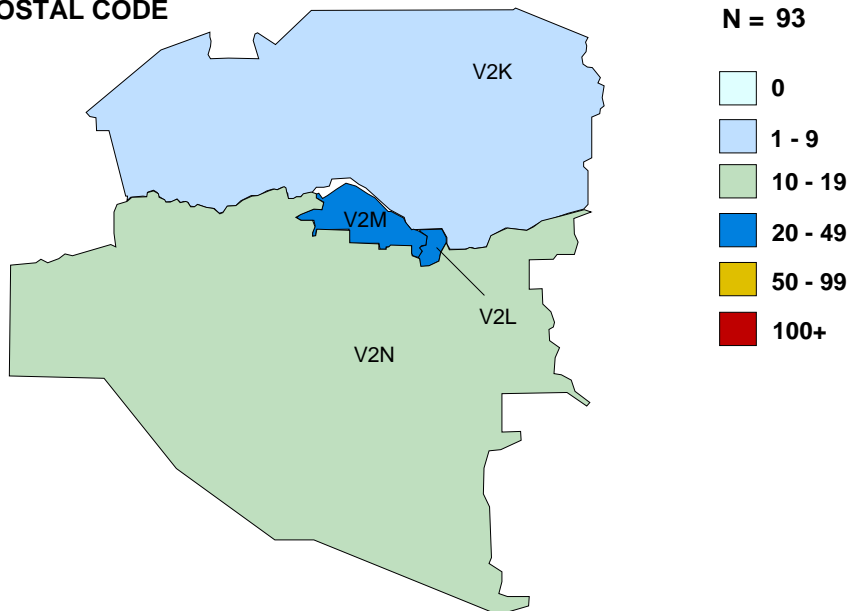 OSTAL CODE
N = 93
V2K
0
1 - 9
10 - 19
V2M
20 - 49
50 - 99
V2L
100+
V2N